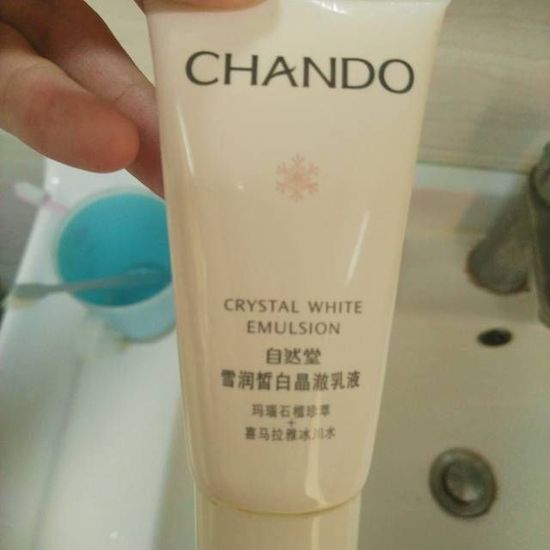 CHANDO
CRYSTAL WHITE
EMULSION
自然堂
雪润皙白晶澈乳液
玛瑙石榴珍萃
+
喜马拉雅冰川水